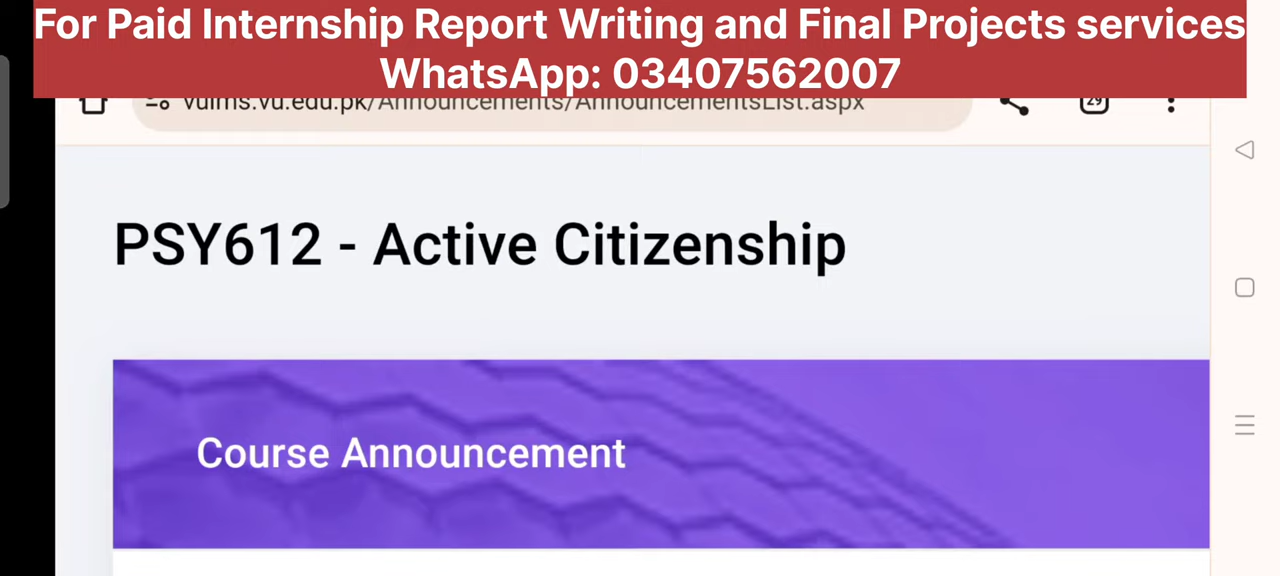 For Paid Internship Report Writing and Final Projects services
WhatsApp: 03407562007
vulms.vu.edu.pk/Announcements/AnnouncementsList.aspx
29
PSY612 - Active Citizenship
Course Announcement